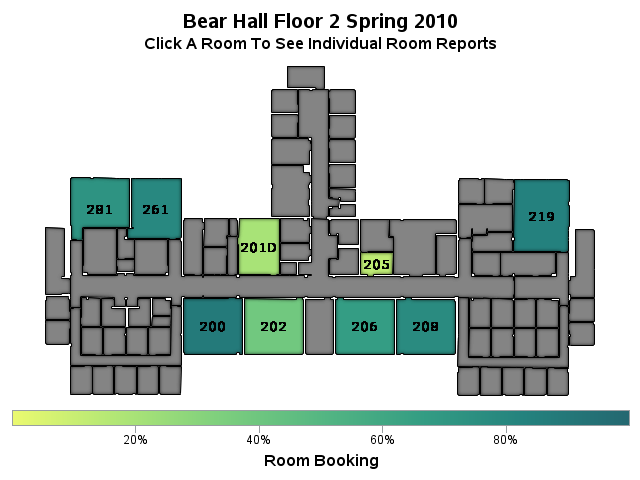 Bear Hall Floor 2 Spring 2010
Click A Room To See Individual Room Reports
281 261 219
201D
205
200 202 206 208
20% 40% 60% 80%
Room Booking